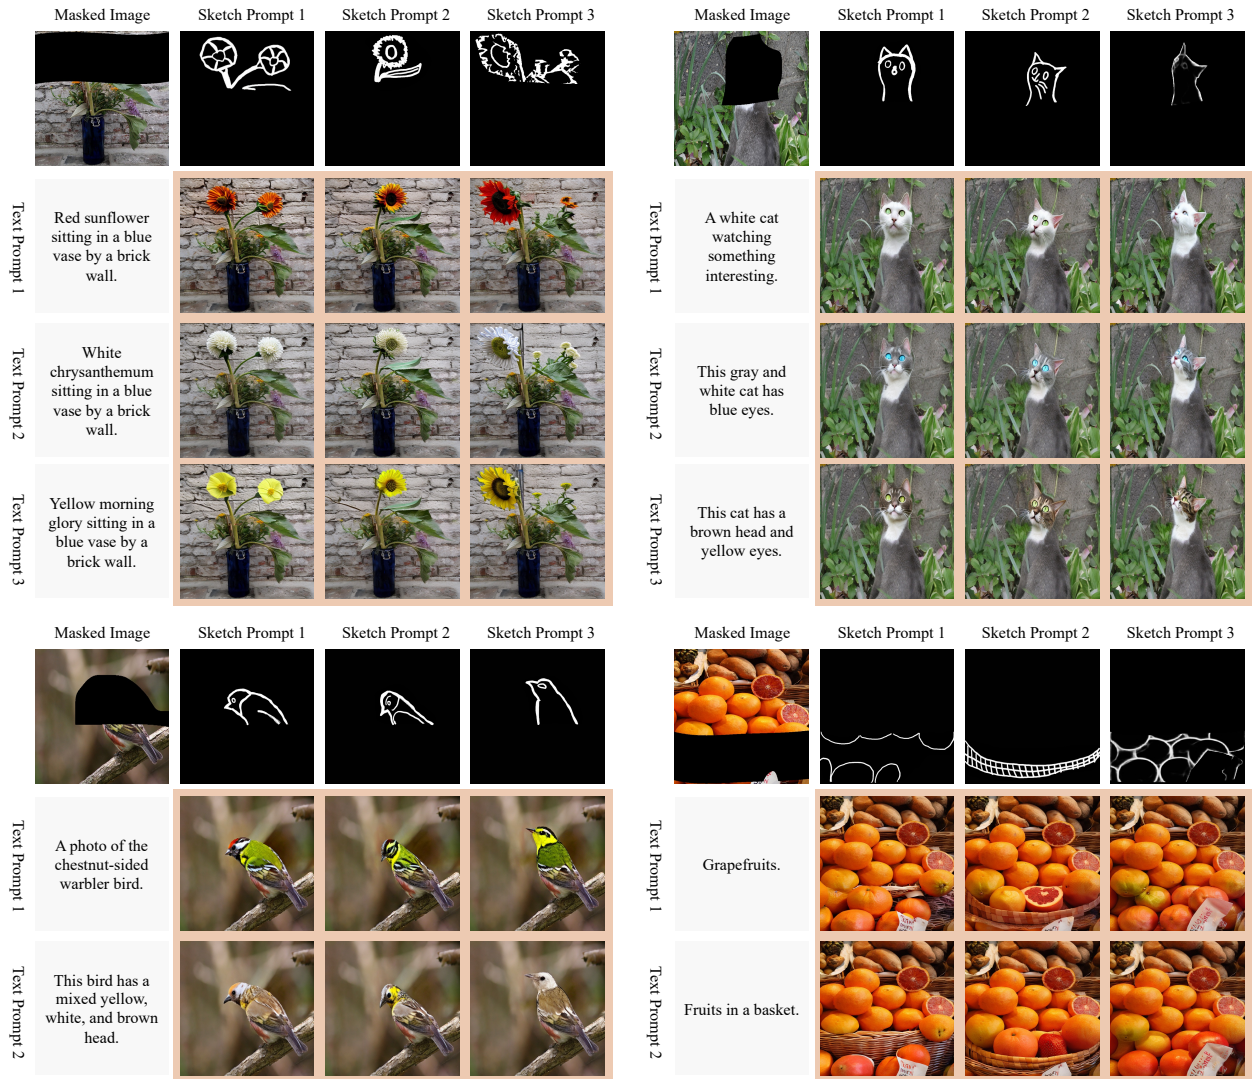 Masked Image Sketch Prompt 1 Sketch Prompt 2 Sketch Prompt 3
Text Prompt 1
Red sunflower
sitting in a blue
vase by a brick
wall.
Text Prompt 2
White
chrysanthemum
sitting in a blue
vase by a brick
wall.
Text Prompt 3
Yellow morning
glory sitting in a
blue vase by a
brick wall.
Masked Image Sketch Prompt 1 Sketch Prompt 2 Sketch Prompt 3
Text Prompt 1
A white cat
watching
something
interesting.
Text Prompt 2
This gray and
white cat has
blue eyes.
Text Prompt 3
This cat has a
brown head and
yellow eyes.
Masked Image Sketch Prompt 1 Sketch Prompt 2 Sketch Prompt 3
Text Prompt 1
A photo of the
chestnut-sided
warbler bird.
Text Prompt 2
This bird has a
mixed yellow,
white, and brown
head.
Masked Image Sketch Prompt 1 Sketch Prompt 2 Sketch Prompt 3
Text Prompt 1
Grapefruits.
Text Prompt 2
Fruits in a basket.